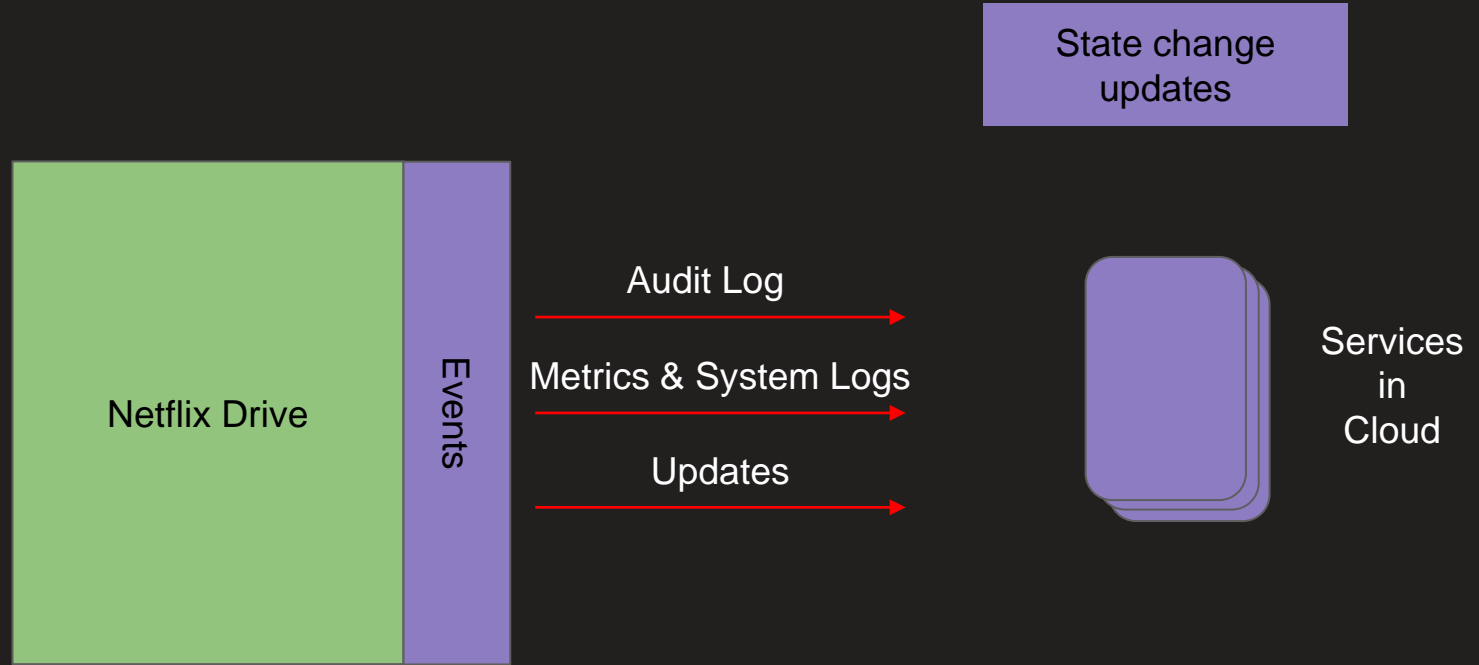 State change
updates
Netflix Drive
Events
Audit Log
Metrics & System Logs
Updates
Services
in
Cloud